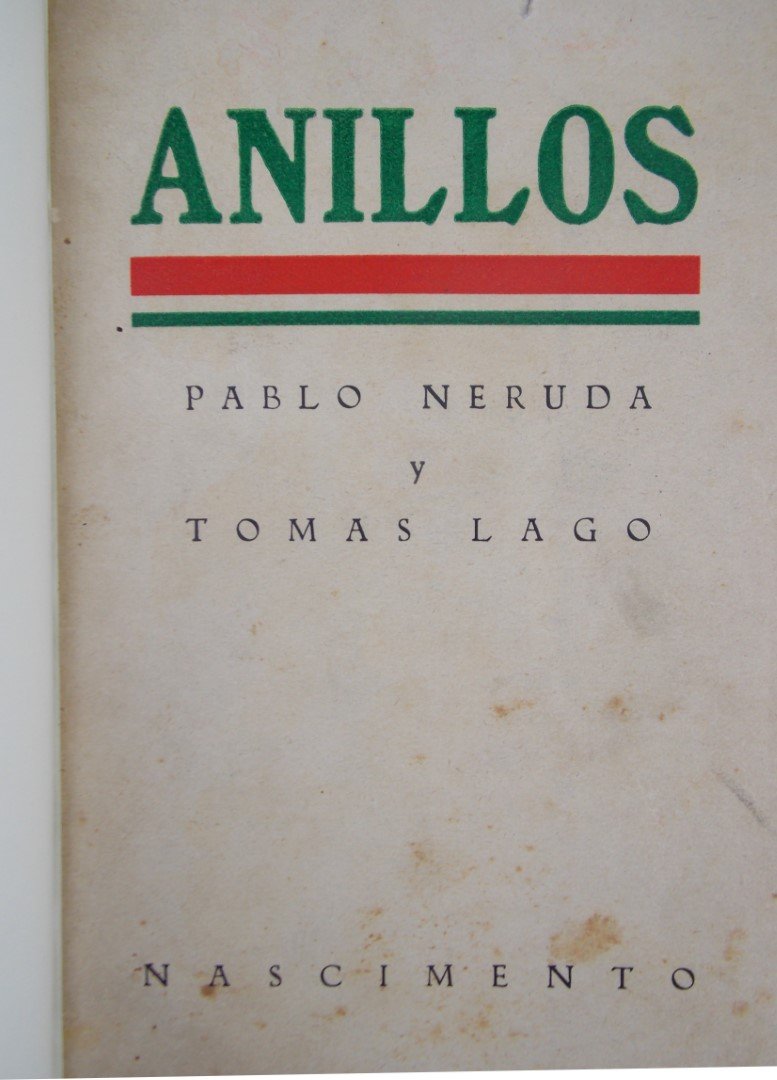 ANILLOS
PABLO NERUDA
y
TOMAS LAGO
NASCIMENTO